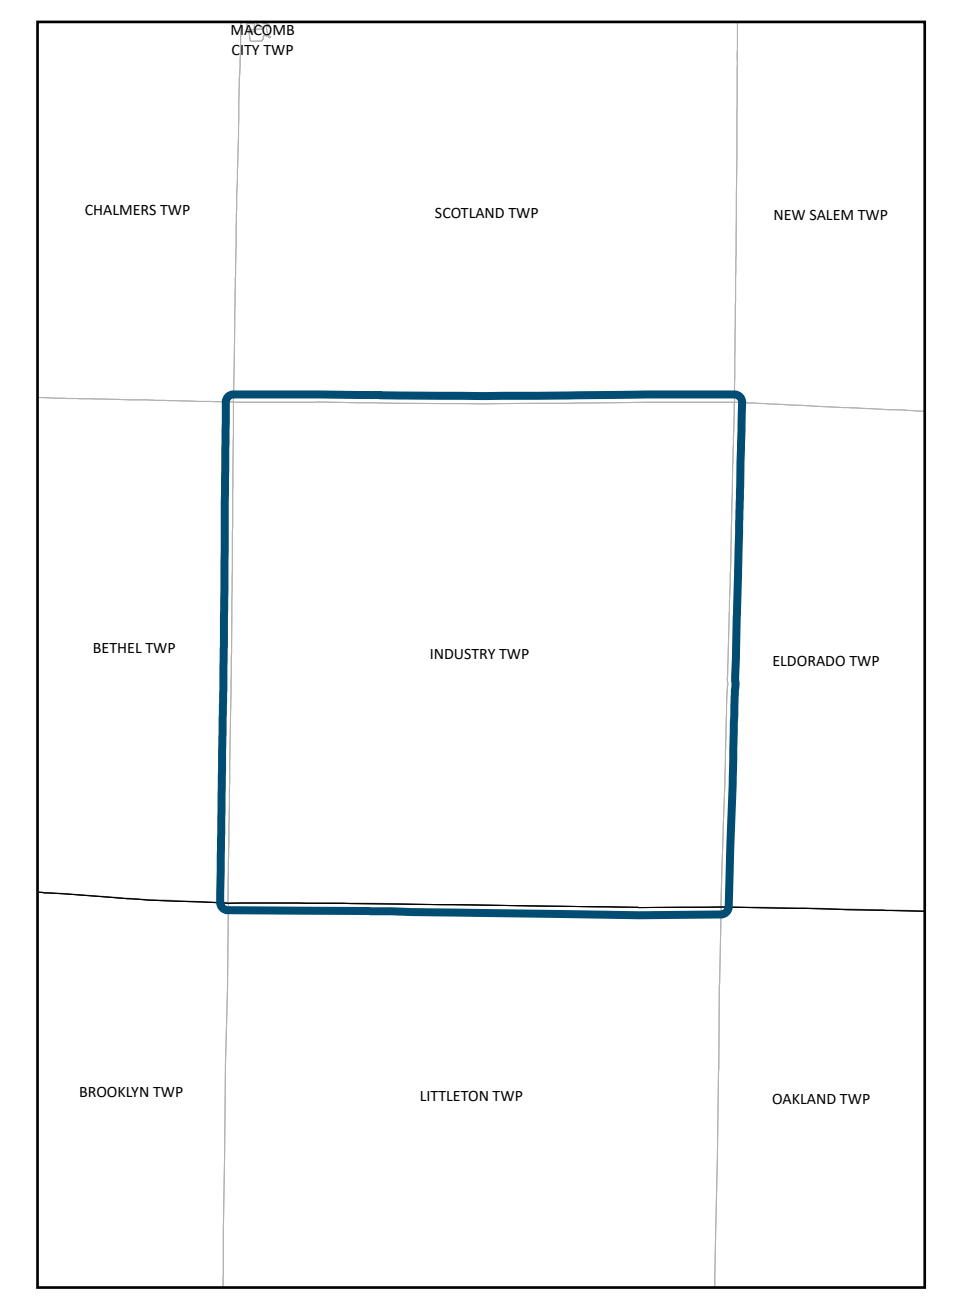 MACOMB
CITY TWP
CHALMERS TWP
SCOTLAND TWP
NEW SALEM TWP
BETHEL TWP
INDUSTRY TWP
ELDORADO TWP
BROOKLYN TWP
LITTLETON TWP
OAKLAND TWP